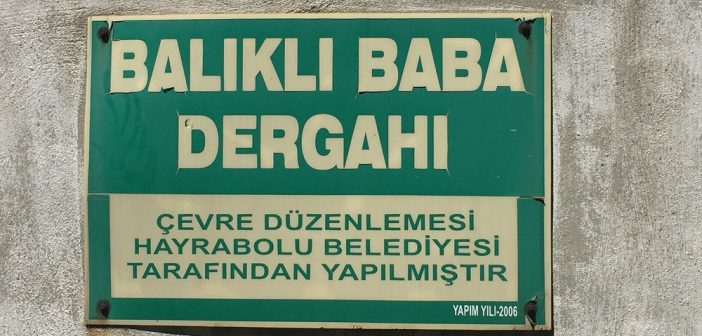 BALIKLI BABA
DERGAHI
ÇEVRE DÜZENLEMESİ
HAYRABOLU BELEDİYESİ
TARAFINDAN YAPILMIŞTIR
YAPIM YILI-2006